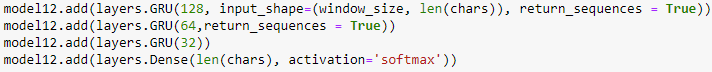 model12.add(layers.GRU(128, input_shape=(window_size, len(chars)), return_sequences = True))
model12.add(layers.GRU(64,return_sequences = True))
model12.add(layers.GRU(32))
model12.add(layers.Dense(len(chars), activation='softmax'))